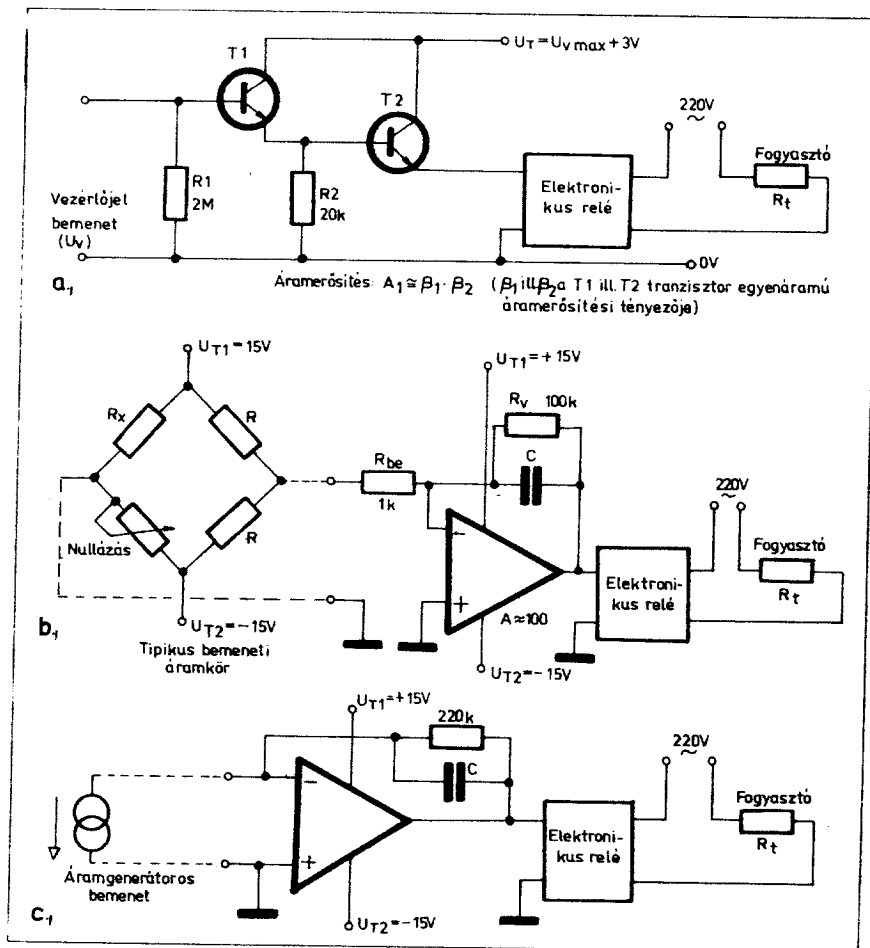 T1
U_T = U_v max + 3V
T2
220V
~
Fogyasztó
R_t
R1
2M
R2
20k
Elektroni-
kus relé
Vezérlőjel
bemenet
(U_v)
0V
a,
Áramerősítés: A₁ ≅ β₁ · β₂ (β₁ ill. β₂ a T1 ill. T2 tranzisztor egyenáramú
áramerősítési tényezője)
U_T1 = 15V
U_T1 = +15V
R_x
R
R_v 100k
R_be
C
1k
220V
~
Nullázás
R
−
+
Elektroni-
kus relé
Fogyasztó
R_t
A≈100
b,
U_T2 = −15V
U_T2 = −15V
Tipikus bemeneti
áramkör
U_T1 = +15V
220k
C
220V
~
−
+
Fogyasztó
R_t
Elektroni-
kus relé
Áramgenerátoros
bemenet
c,
U_T2 = −15V